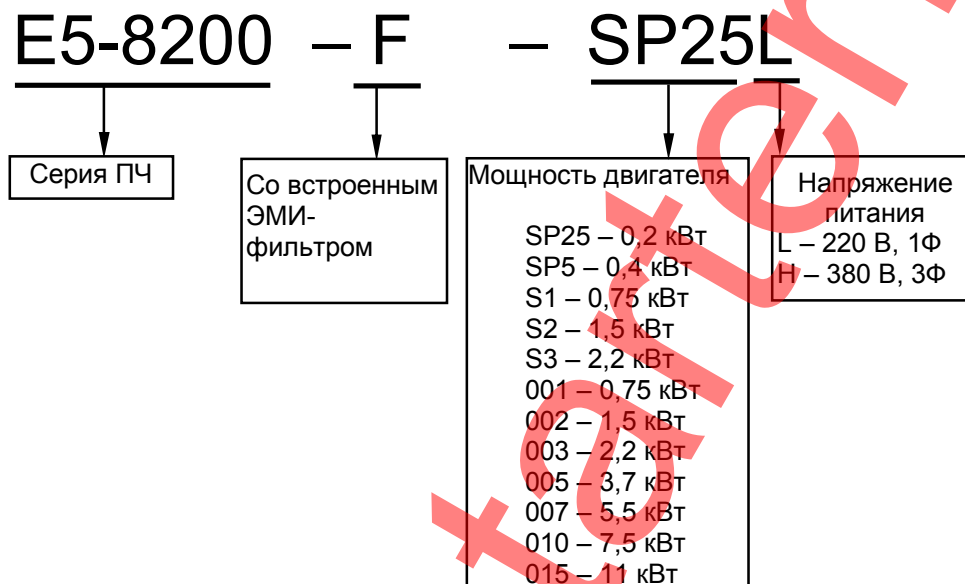 E5-8200 – F – SP25L
Серия ПЧ
Со встроенным
ЭМИ-
фильтром
Мощность двигателя
SP25 – 0,2 кВт
SP5 – 0,4 кВт
S1 – 0,75 кВт
S2 – 1,5 кВт
S3 – 2,2 кВт
001 – 0,75 кВт
002 – 1,5 кВт
003 – 2,2 кВт
005 – 3,7 кВт
007 – 5,5 кВт
010 – 7,5 кВт
015 – 11 кВт
Напряжение
питания
L – 220 В, 1Ф
H – 380 В, 3Ф
tarter